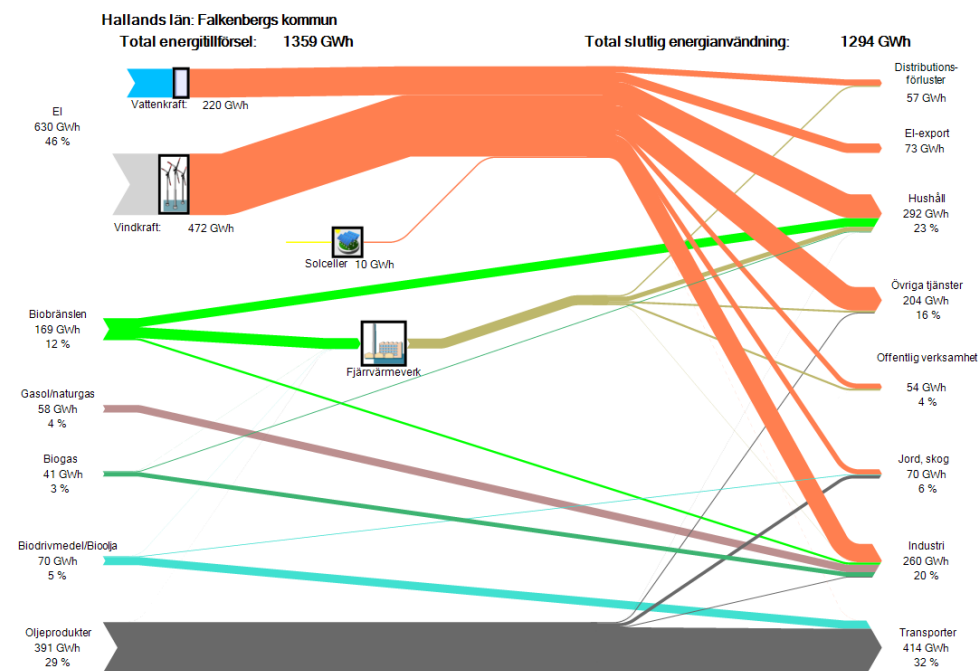 Hallands län: Falkenbergs kommun
Total energitillförsel: 1359 GWh
Total slutlig energianvändning: 1294 GWh
El
630 GWh
46 %
Vattenkraft: 220 GWh
Vindkraft: 472 GWh
Solceller 10 GWh
Biobränslen
169 GWh
12 %
Fjärrvärmeverk
Gasol/naturgas
58 GWh
4 %
Biogas
41 GWh
3 %
Biodrivmedel/Bioolja
70 GWh
5 %
Oljeprodukter
391 GWh
29 %
Distributions-
förluster
57 GWh
El-export
73 GWh
Hushåll
292 GWh
23 %
Övriga tjänster
204 GWh
16 %
Offentlig verksamhet
54 GWh
4 %
Jord, skog
70 GWh
6 %
Industri
260 GWh
20 %
Transporter
414 GWh
32 %